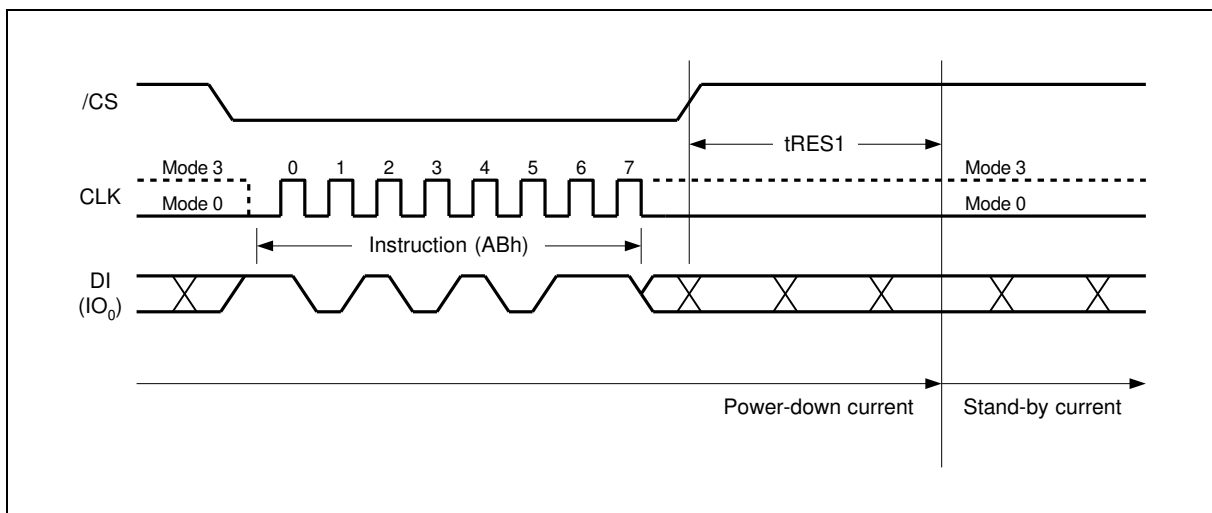 /CS
tRES1
Mode 3 0 1 2 3 4 5 6 7 Mode 3
CLK
Mode 0 Mode 0
Instruction (ABh)
DI
(IO₀)
Power-down current Stand-by current